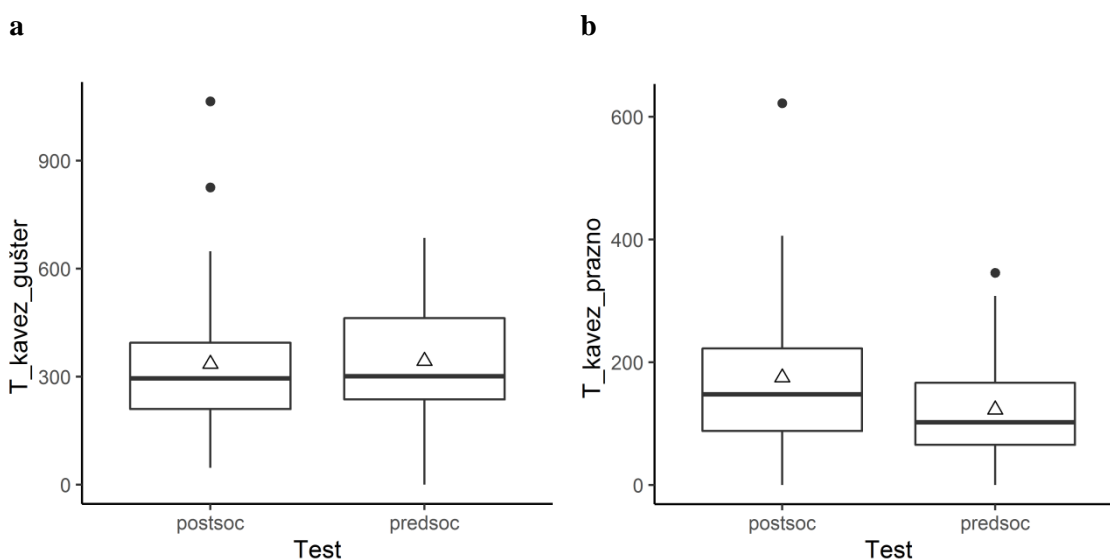 a
T_kavez_gušter
900
600
300
0
postsoc predsoc
Test
b
T_kavez_prazno
600
400
200
0
postsoc predsoc
Test